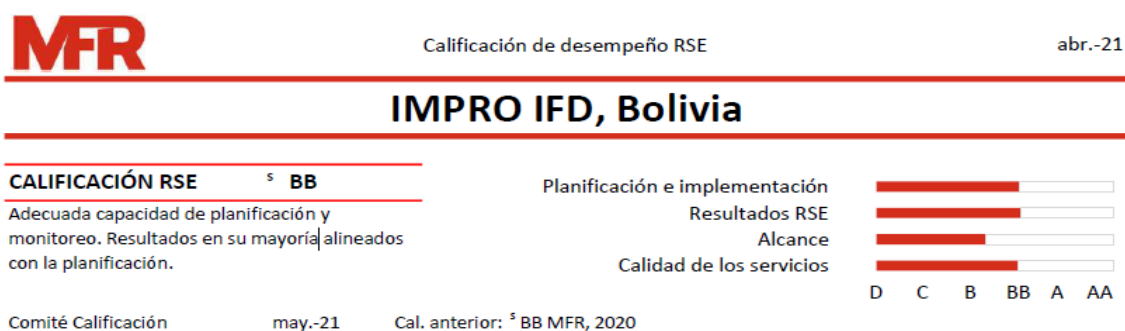 MFR
Calificación de desempeño RSE
abr.-21
IMPRO IFD, Bolivia
CALIFICACIÓN RSE s BB
Adecuada capacidad de planificación y
monitoreo. Resultados en su mayoría alineados
con la planificación.
Planificación e implementación
Resultados RSE
Alcance
Calidad de los servicios
D C B BB A AA
Comité Calificación may.-21 Cal. anterior: s BB MFR, 2020